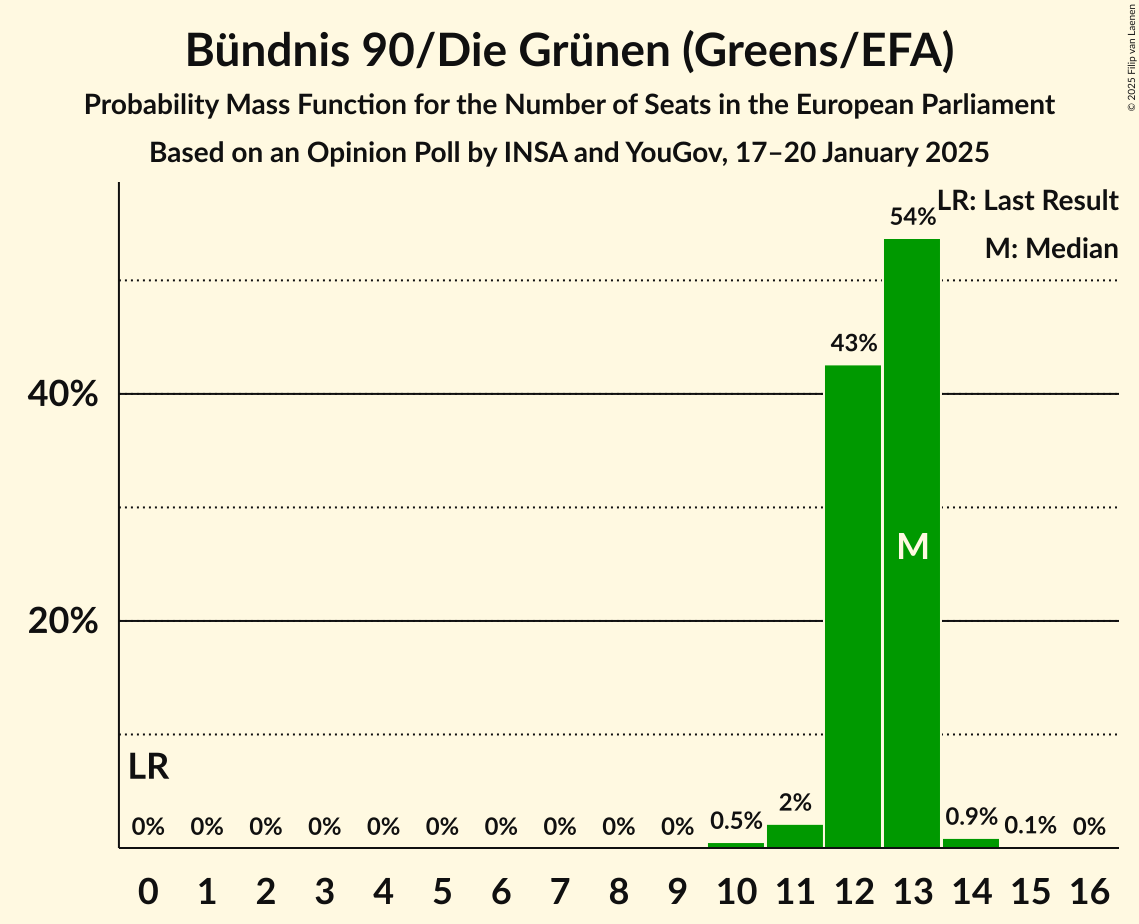 Bündnis 90/Die Grünen (Greens/EFA)
Probability Mass Function for the Number of Seats in the European Parliament
Based on an Opinion Poll by INSA and YouGov, 17–20 January 2025
© 2025 Filip van Laenen
LR: Last Result
M: Median
54%
43%
40%
M
20%
LR
0% 0% 0% 0% 0% 0% 0% 0% 0% 0% 0.5% 2% 0.9% 0.1% 0%
0 1 2 3 4 5 6 7 8 9 10 11 12 13 14 15 16